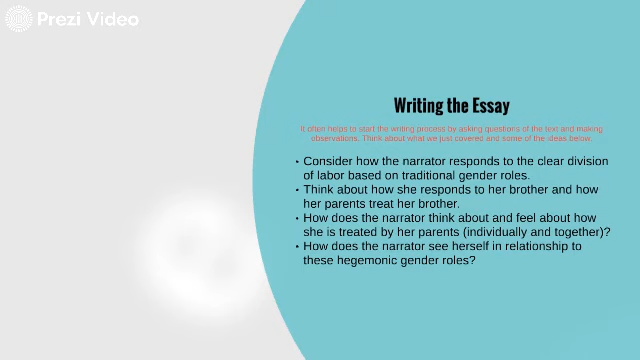 Prezi Video
Writing the Essay
It often helps to start the writing process by asking questions of the text and making
observations. Think about what we just covered and some of the ideas below.
• Consider how the narrator responds to the clear division
of labor based on traditional gender roles.
• Think about how she responds to her brother and how
her parents treat her brother.
• How does the narrator think about and feel about how
she is treated by her parents (individually and together)?
• How does the narrator see herself in relationship to
these hegemonic gender roles?